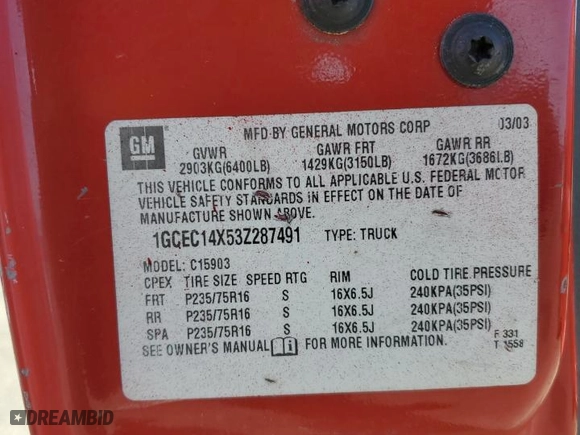 GM
MFD BY GENERAL MOTORS CORP 03/03
GVWR GAWR FRT GAWR RR
2903KG(6400LB) 1429KG(3150LB) 1672KG(3686LB)
THIS VEHICLE CONFORMS TO ALL APPLICABLE U.S. FEDERAL MOTOR
VEHICLE SAFETY STANDARDS IN EFFECT ON THE DATE OF
MANUFACTURE SHOWN ABOVE.
1GCEC14X53Z287491 TYPE: TRUCK
MODEL: C15903
CPEX TIRE SIZE SPEED RTG RIM COLD TIRE PRESSURE
FRT P235/75R16 S 16X6.5J 240KPA(35PSI)
RR P235/75R16 S 16X6.5J 240KPA(35PSI)
SPA P235/75R16 S 16X6.5J 240KPA(35PSI)
SEE OWNER'S MANUAL i FOR MORE INFORMATION.
F 331
T 1558
DREAMBID